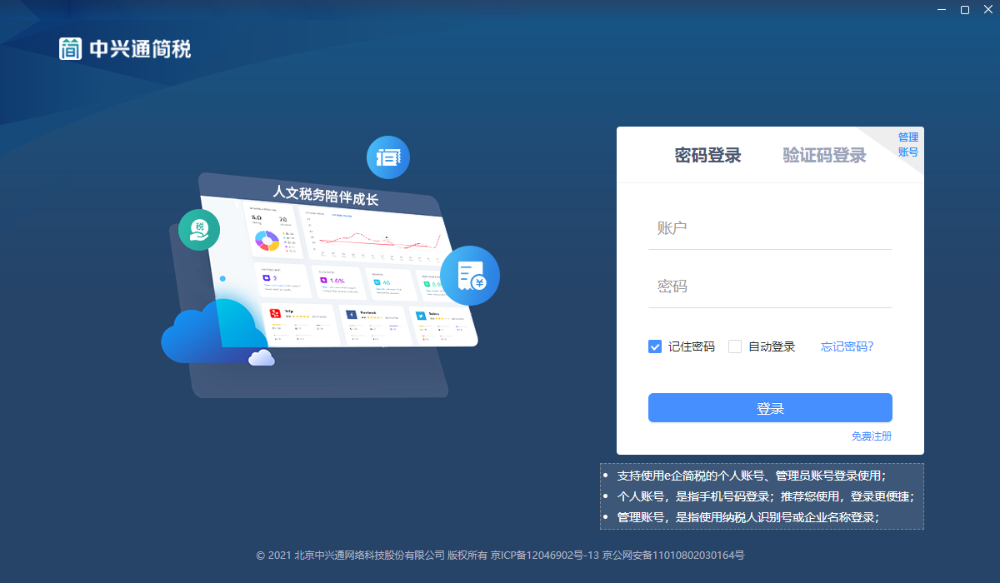 简 中兴通简税
管理
账号
密码登录 验证码登录
人文税务陪伴成长
税
5.0
78
2
1.6%
46
账户
密码
记住密码 自动登录 忘记密码?
登录
免费注册
支持使用e企简税的个人账号、管理员账号登录使用；
个人账号，是指手机号码登录；推荐您使用，登录更便捷；
管理账号，是指使用纳税人识别号或企业名称登录；
© 2021 北京中兴通网络科技股份有限公司 版权所有 京ICP备12046902号-13 京公网安备11010802030164号